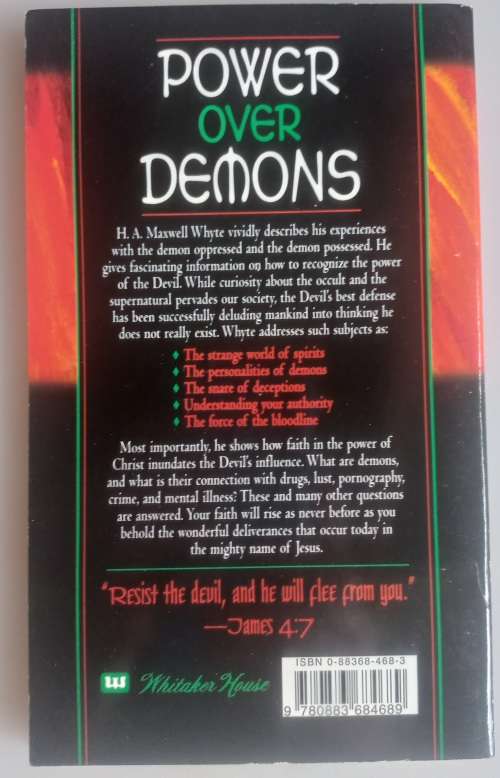 POWER
OVER
DEMONS
H. A. Maxwell Whyte vividly describes his experiences
with the demon oppressed and the demon possessed. He
gives fascinating information on how to recognize the power
of the Devil. While curiosity about the occult and the
supernatural pervades our society, the Devil's best defense
has been successfully deluding mankind into thinking he
does not really exist. Whyte addresses such subjects as:
♦ The strange world of spirits
♦ The personalities of demons
♦ The snare of deceptions
♦ Understanding your authority
♦ The force of the bloodline
Most importantly, he shows how faith in the power of
Christ inundates the Devil's influence. What are demons,
and what is their connection with drugs, lust, pornography,
crime, and mental illness? These and many other questions
are answered. Your faith will rise as never before as you
behold the wonderful deliverances that occur today in
the mighty name of Jesus.
"Resist the devil, and he will flee from you."
—James 4:7
Whitaker House
ISBN 0-88368-468-3
9 780883 684689